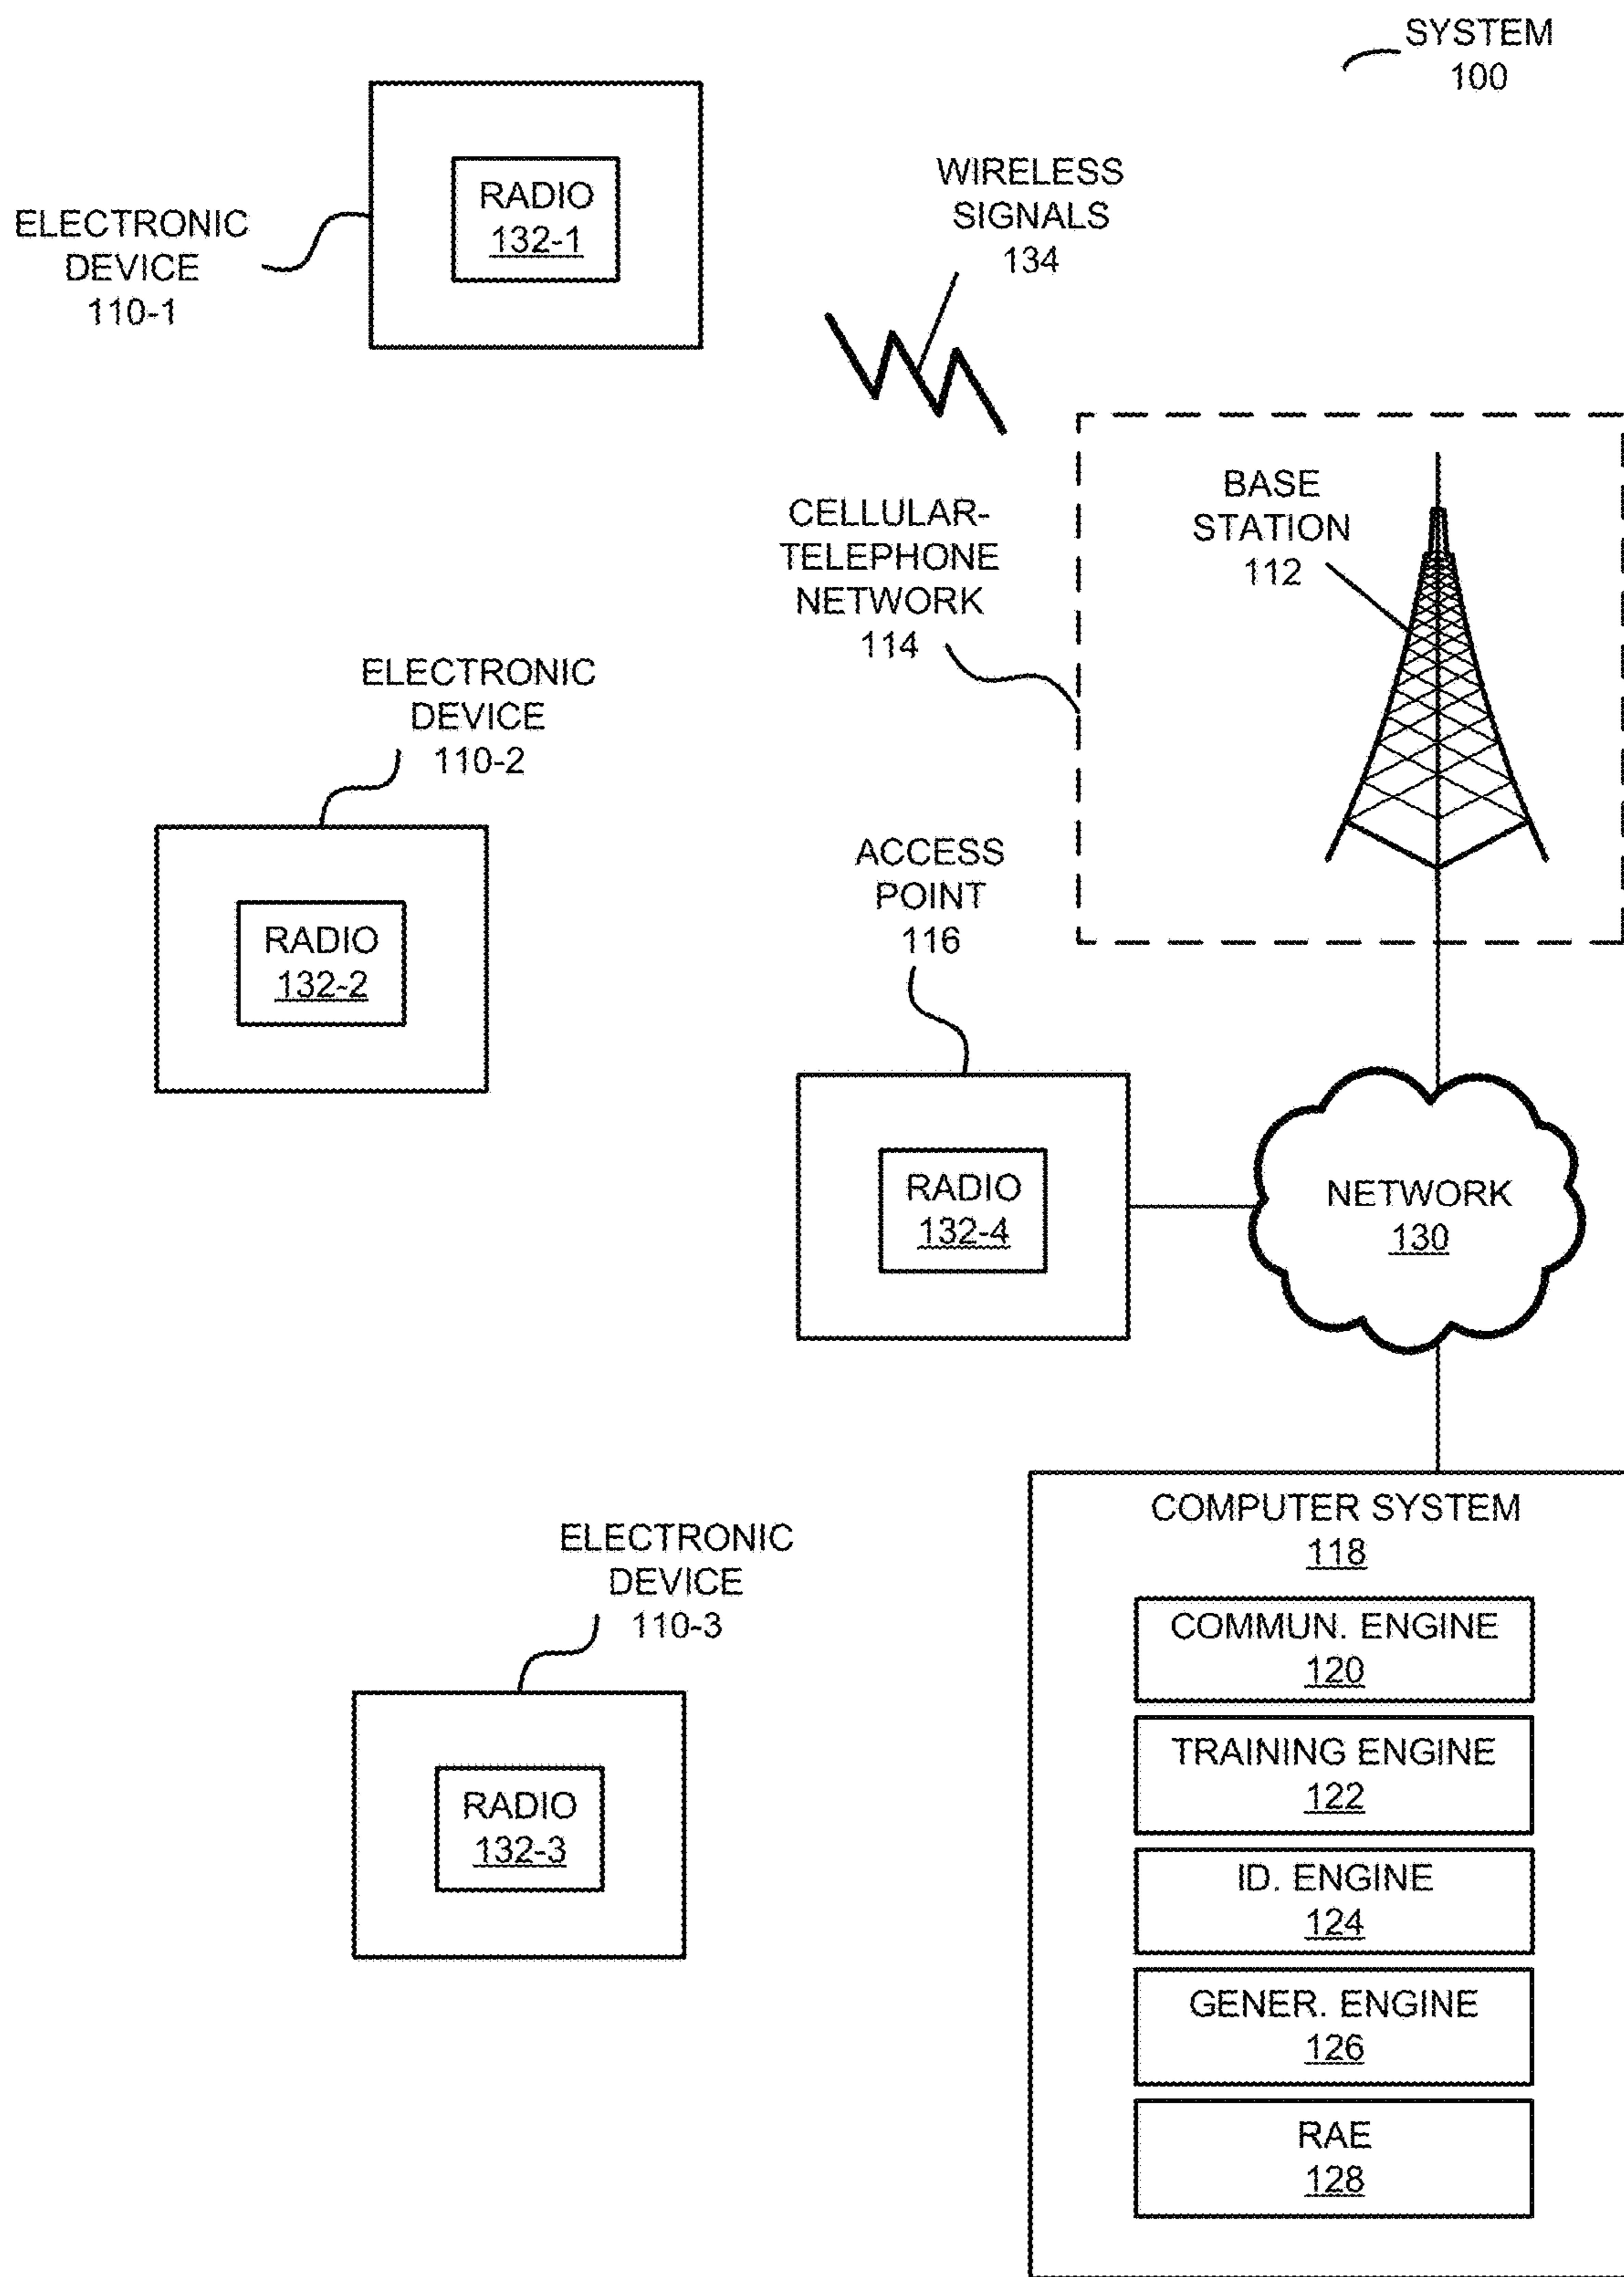 SYSTEM
100
RADIO
132-1
ELECTRONIC
DEVICE
110-1
WIRELESS
SIGNALS
134
BASE
STATION
112
CELLULAR-
TELEPHONE
NETWORK
114
ELECTRONIC
DEVICE
110-2
RADIO
132-2
ACCESS
POINT
116
RADIO
132-4
NETWORK
130
COMPUTER SYSTEM
118
ELECTRONIC
DEVICE
110-3
RADIO
132-3
COMMUN. ENGINE
120
TRAINING ENGINE
122
ID. ENGINE
124
GENER. ENGINE
126
RAE
128